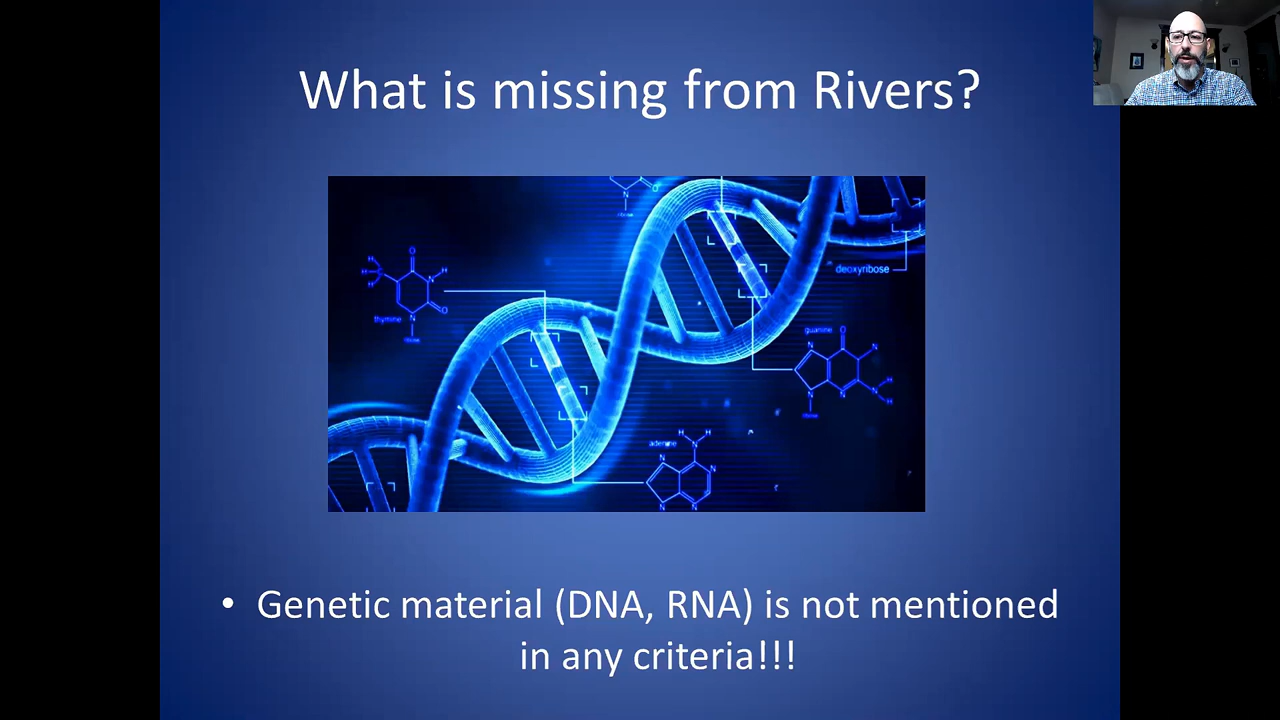 What is missing from Rivers?
deoxyribose
thymine
guanine
adenine
• Genetic material (DNA, RNA) is not mentioned
in any criteria!!!